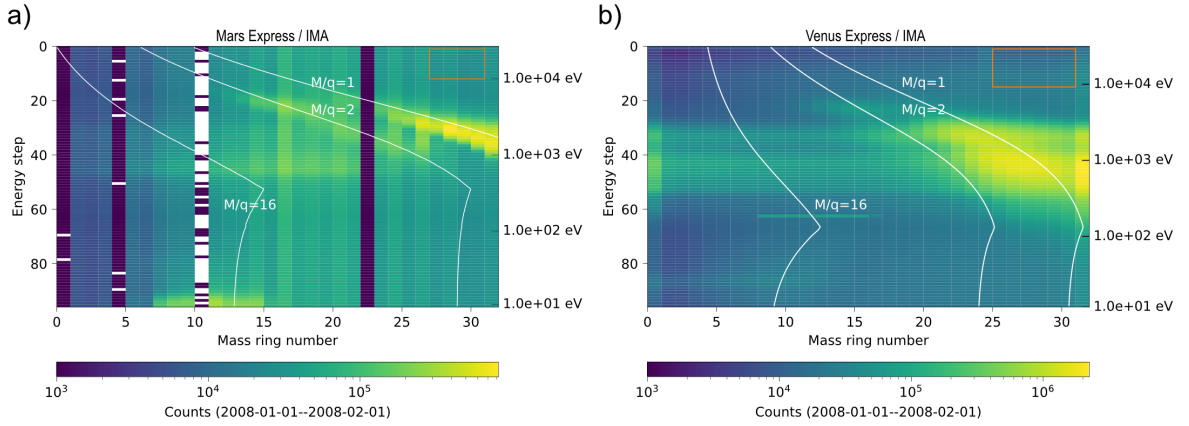 a)
Mars Express / IMA
0
20
40
60
80
Energy step
M/q=1
M/q=2
M/q=16
1.0e+04 eV
1.0e+03 eV
1.0e+02 eV
1.0e+01 eV
0 5 10 15 20 25 30
Mass ring number
10³ 10⁴ 10⁵
Counts (2008-01-01--2008-02-01)
b)
Venus Express / IMA
0
20
40
60
80
Energy step
M/q=1
M/q=2
M/q=16
1.0e+04 eV
1.0e+03 eV
1.0e+02 eV
1.0e+01 eV
0 5 10 15 20 25 30
Mass ring number
10³ 10⁴ 10⁵ 10⁶
Counts (2008-01-01--2008-02-01)